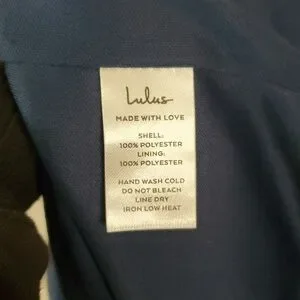 Lulus
MADE WITH LOVE
SHELL:
100% POLYESTER
LINING:
100% POLYESTER
HAND WASH COLD
DO NOT BLEACH
LINE DRY
IRON LOW HEAT